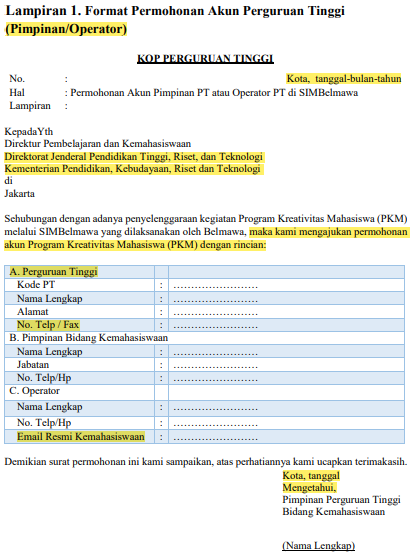 Lampiran 1. Format Permohonan Akun Perguruan Tinggi
(Pimpinan/Operator)
KOP PERGURUAN TINGGI
No. : Kota, tanggal-bulan-tahun
Hal : Permohonan Akun Pimpinan PT atau Operator PT di SIMBelmawa
Lampiran :
KepadaYth
Direktur Pembelajaran dan Kemahasiswaan
Direktorat Jenderal Pendidikan Tinggi, Riset, dan Teknologi
Kementerian Pendidikan, Kebudayaan, Riset dan Teknologi
di
Jakarta
Sehubungan dengan adanya penyelenggaraan kegiatan Program Kreativitas Mahasiswa (PKM)
melalui SIMBelmawa yang dilaksanakan oleh Belmawa, maka kami mengajukan permohonan
akun Program Kreativitas Mahasiswa (PKM) dengan rincian:
A. Perguruan Tinggi
Kode PT : ……………………
Nama Lengkap : ……………………
Alamat : ……………………
No. Telp / Fax : ……………………
B. Pimpinan Bidang Kemahasiswaan
Nama Lengkap : ……………………
Jabatan : ……………………
No. Telp/Hp : ……………………
C. Operator
Nama Lengkap : ……………………
No. Telp/Hp : ……………………
Email Resmi Kemahasiswaan : ……………………
Demikian surat permohonan ini kami sampaikan, atas perhatiannya kami ucapkan terimakasih.
Kota, tanggal
Mengetahui,
Pimpinan Perguruan Tinggi
Bidang Kemahasiswaan
(Nama Lengkap)